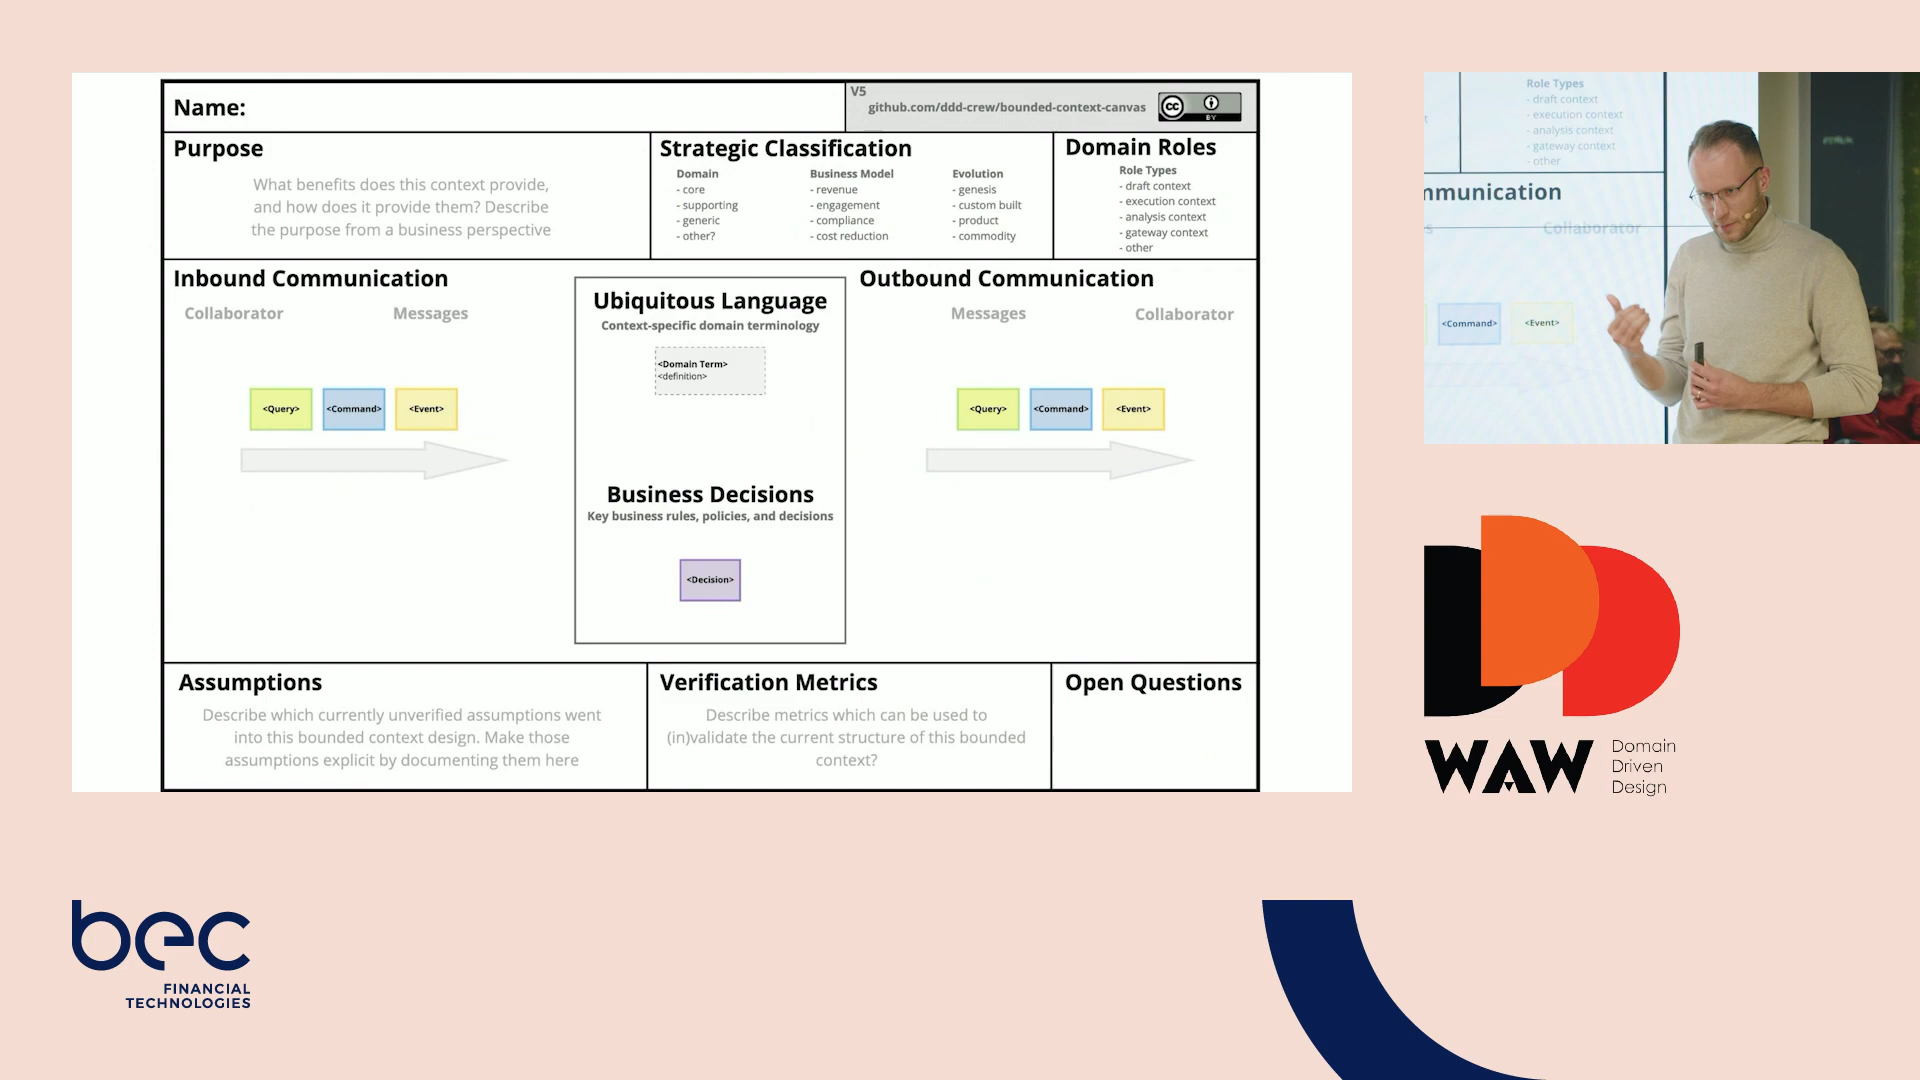 Name:
V5
github.com/ddd-crew/bounded-context-canvas
cc
BY
Purpose
What benefits does this context provide,
and how does it provide them? Describe
the purpose from a business perspective
Strategic Classification
Domain
- core
- supporting
- generic
- other?
Business Model
- revenue
- engagement
- compliance
- cost reduction
Evolution
- genesis
- custom built
- product
- commodity
Domain Roles
Role Types
- draft context
- execution context
- analysis context
- gateway context
- other
Inbound Communication
Collaborator
Messages
<Query>
<Command>
<Event>
Ubiquitous Language
Context-specific domain terminology
<Domain Term>
<definition>
Business Decisions
Key business rules, policies, and decisions
<Decision>
Outbound Communication
Messages
Collaborator
<Query>
<Command>
<Event>
Assumptions
Describe which currently unverified assumptions went
into this bounded context design. Make those
assumptions explicit by documenting them here
Verification Metrics
Describe metrics which can be used to
(in)validate the current structure of this bounded
context?
Open Questions
Role Types
- draft context
- execution context
- analysis context
- gateway context
- other
mmunication
Collaborator
<Command>
<Event>
WAW
Domain
Driven
Design
bec
FINANCIAL
TECHNOLOGIES